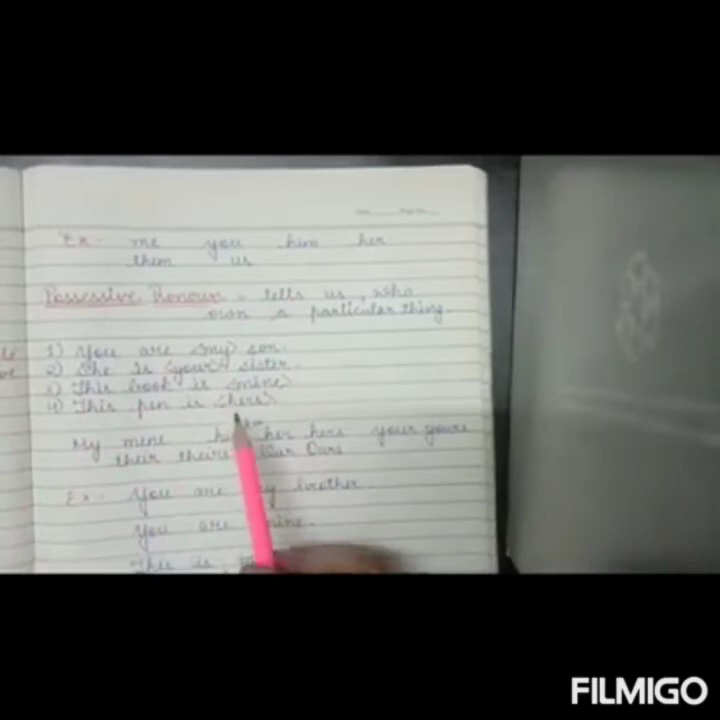 Ex - me you him her
them us
Possessive Pronoun - tells us, who
own a particular thing.
1) You are <my> son.
2) She is <your> sister.
3) This book is <mine>
4) This pen is <hers>
My mine her hers your yours
their theirs Our Ours
Ex - You are my brother
You are mine.
This is
FILMIGO